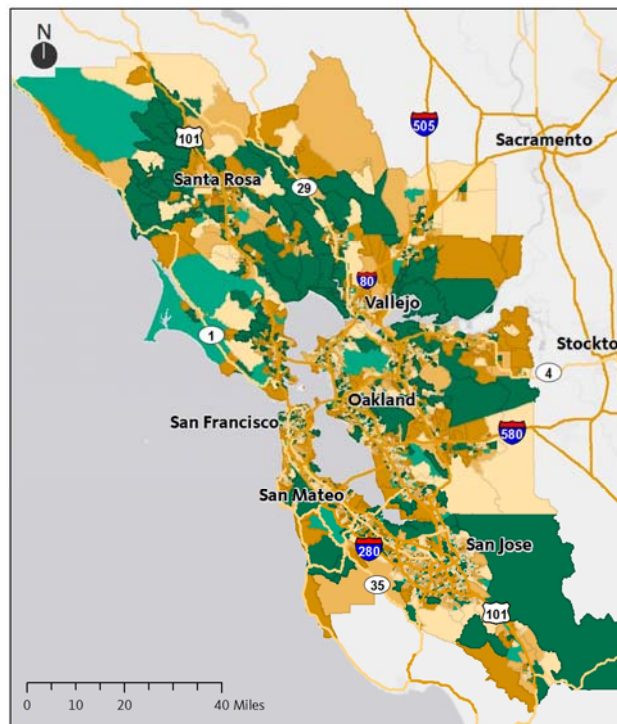 N
505
101
Sacramento
Santa Rosa
29
80
Vallejo
1
Stockto
4
Oakland
San Francisco
580
San Mateo
280
San Jose
35
101
0 10 20 40 Miles